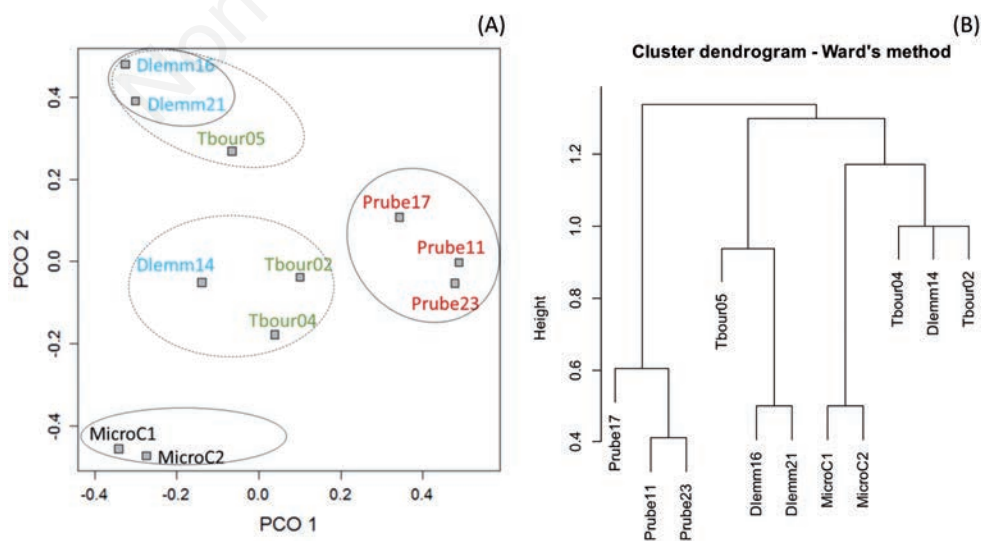 (A)
Dlemm16
Dlemm21
Tbour05
Prube17
Prube11
Dlemm14
Tbour02
Prube23
Tbour04
MicroC1
MicroC2
PCO 2
0.4
0.2
0.0
-0.2
-0.4
-0.4
-0.2
0.0
0.2
0.4
PCO 1
(B)
Cluster dendrogram - Ward's method
Height
1.2
1.0
0.8
0.6
0.4
Prube17
Prube11
Prube23
Tbour05
Dlemm16
Dlemm21
MicroC1
MicroC2
Tbour04
Dlemm14
Tbour02